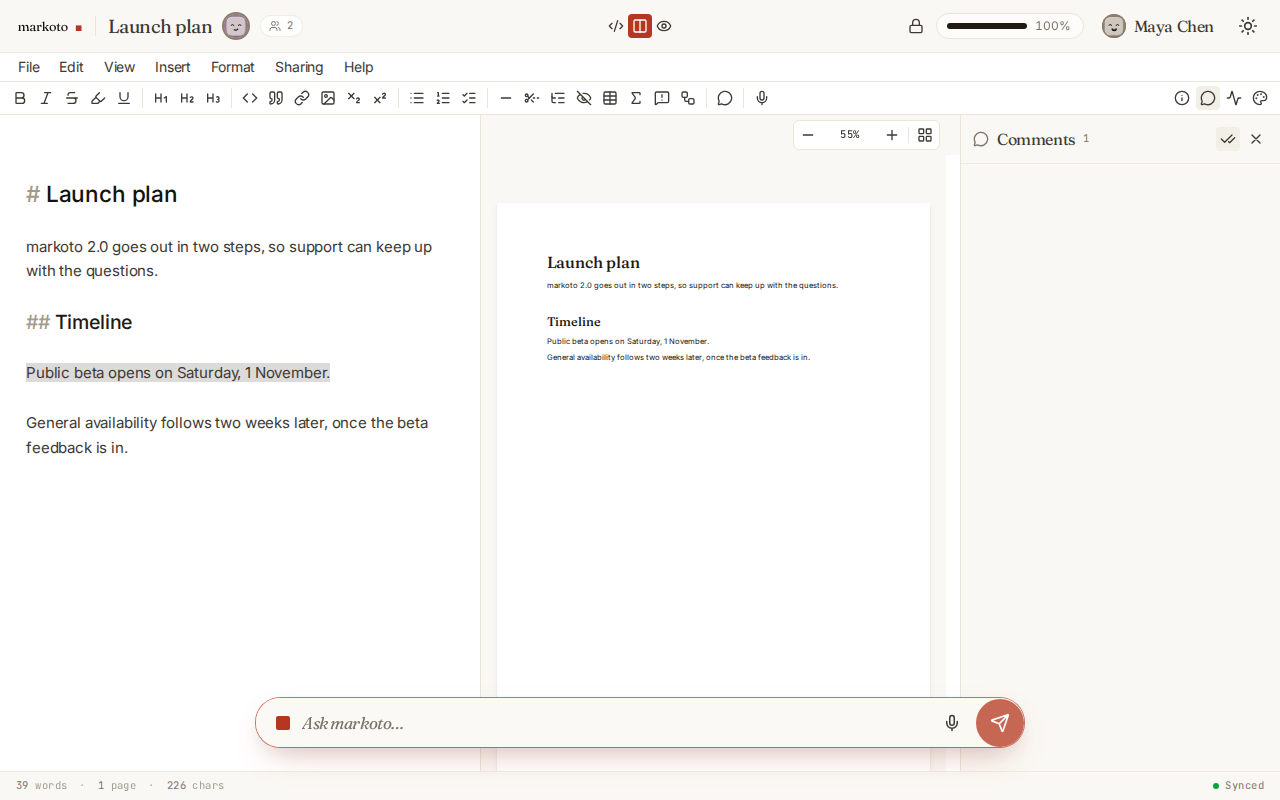 markoto
Launch plan
2
100%
Maya Chen
File Edit View Insert Format Sharing Help
H1 H2 H3
X2 X2
55%
Comments 1
# Launch plan
markoto 2.0 goes out in two steps, so support can keep up
with the questions.
## Timeline
Public beta opens on Saturday, 1 November.
General availability follows two weeks later, once the beta
feedback is in.
Launch plan
markoto 2.0 goes out in two steps, so support can keep up with the questions.
Timeline
Public beta opens on Saturday, 1 November.
General availability follows two weeks later, once the beta feedback is in.
Ask markoto...
39 words · 1 page · 226 chars
Synced